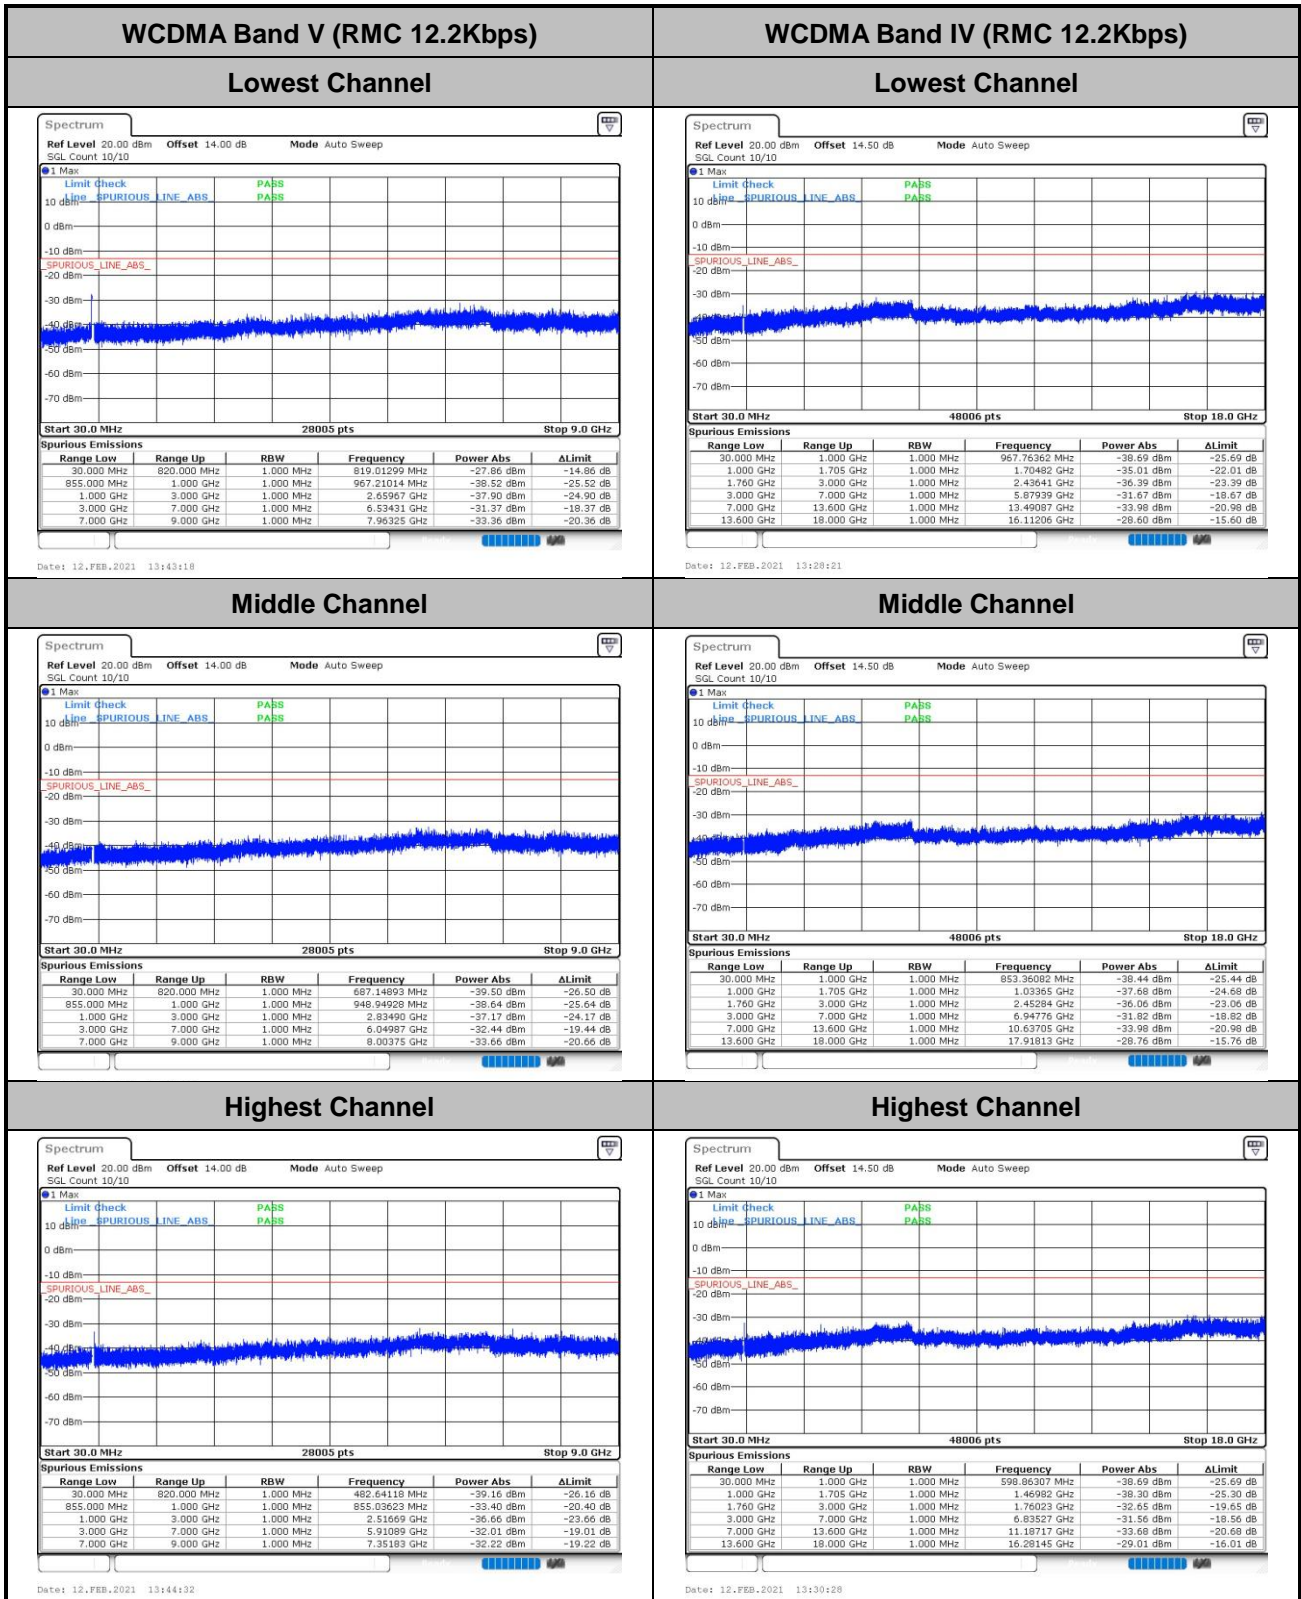 WCDMA Band V (RMC 12.2Kbps)
WCDMA Band IV (RMC 12.2Kbps)
Lowest Channel
Lowest Channel
Spectrum
Ref Level 20.00 dBm Offset 14.00 dB Mode Auto Sweep
SGL Count 10/10
1 Max
Limit Check PASS
10 dBm Line _SPURIOUS_LINE_ABS_ PASS
0 dBm
-10 dBm
_SPURIOUS_LINE_ABS_
-20 dBm
-30 dBm
-40 dBm
-50 dBm
-60 dBm
-70 dBm
Start 30.0 MHz 28005 pts Stop 9.0 GHz
Spurious Emissions
Range Low Range Up RBW Frequency Power Abs ΔLimit
30.000 MHz 820.000 MHz 1.000 MHz 819.01299 MHz -27.86 dBm -14.86 dB
855.000 MHz 1.000 GHz 1.000 MHz 967.21014 MHz -38.52 dBm -25.52 dB
1.000 GHz 3.000 GHz 1.000 MHz 2.65967 GHz -37.90 dBm -24.90 dB
3.000 GHz 7.000 GHz 1.000 MHz 6.53431 GHz -31.37 dBm -18.37 dB
7.000 GHz 9.000 GHz 1.000 MHz 7.96325 GHz -33.36 dBm -20.36 dB
Date: 12.FEB.2021 13:43:18
Spectrum
Ref Level 20.00 dBm Offset 14.50 dB Mode Auto Sweep
SGL Count 10/10
1 Max
Limit Check PASS
10 dBm Line _SPURIOUS_LINE_ABS_ PASS
0 dBm
-10 dBm
_SPURIOUS_LINE_ABS_
-20 dBm
-30 dBm
-40 dBm
-50 dBm
-60 dBm
-70 dBm
Start 30.0 MHz 48006 pts Stop 18.0 GHz
Spurious Emissions
Range Low Range Up RBW Frequency Power Abs ΔLimit
30.000 MHz 1.000 GHz 1.000 MHz 967.76362 MHz -38.69 dBm -25.69 dB
1.000 GHz 1.705 GHz 1.000 MHz 1.70482 GHz -35.01 dBm -22.01 dB
1.760 GHz 3.000 GHz 1.000 MHz 2.43641 GHz -36.39 dBm -23.39 dB
3.000 GHz 7.000 GHz 1.000 MHz 5.87939 GHz -31.67 dBm -18.67 dB
7.000 GHz 13.600 GHz 1.000 MHz 13.49087 GHz -33.98 dBm -20.98 dB
13.600 GHz 18.000 GHz 1.000 MHz 16.11206 GHz -28.60 dBm -15.60 dB
Date: 12.FEB.2021 13:28:21
Middle Channel
Middle Channel
Spectrum
Ref Level 20.00 dBm Offset 14.00 dB Mode Auto Sweep
SGL Count 10/10
1 Max
Limit Check PASS
10 dBm Line _SPURIOUS_LINE_ABS_ PASS
0 dBm
-10 dBm
_SPURIOUS_LINE_ABS_
-20 dBm
-30 dBm
-40 dBm
-50 dBm
-60 dBm
-70 dBm
Start 30.0 MHz 28005 pts Stop 9.0 GHz
Spurious Emissions
Range Low Range Up RBW Frequency Power Abs ΔLimit
30.000 MHz 820.000 MHz 1.000 MHz 687.14893 MHz -39.50 dBm -26.50 dB
855.000 MHz 1.000 GHz 1.000 MHz 948.94928 MHz -38.64 dBm -25.64 dB
1.000 GHz 3.000 GHz 1.000 MHz 2.83490 GHz -37.17 dBm -24.17 dB
3.000 GHz 7.000 GHz 1.000 MHz 6.04987 GHz -32.44 dBm -19.44 dB
7.000 GHz 9.000 GHz 1.000 MHz 8.00375 GHz -33.66 dBm -20.66 dB
Spectrum
Ref Level 20.00 dBm Offset 14.50 dB Mode Auto Sweep
SGL Count 10/10
1 Max
Limit Check PASS
10 dBm Line _SPURIOUS_LINE_ABS_ PASS
0 dBm
-10 dBm
_SPURIOUS_LINE_ABS_
-20 dBm
-30 dBm
-40 dBm
-50 dBm
-60 dBm
-70 dBm
Start 30.0 MHz 48006 pts Stop 18.0 GHz
Spurious Emissions
Range Low Range Up RBW Frequency Power Abs ΔLimit
30.000 MHz 1.000 GHz 1.000 MHz 853.36082 MHz -38.44 dBm -25.44 dB
1.000 GHz 1.705 GHz 1.000 MHz 1.03365 GHz -37.68 dBm -24.68 dB
1.760 GHz 3.000 GHz 1.000 MHz 2.45284 GHz -36.06 dBm -23.06 dB
3.000 GHz 7.000 GHz 1.000 MHz 6.94776 GHz -31.82 dBm -18.82 dB
7.000 GHz 13.600 GHz 1.000 MHz 10.63705 GHz -33.98 dBm -20.98 dB
13.600 GHz 18.000 GHz 1.000 MHz 17.91813 GHz -28.76 dBm -15.76 dB
Highest Channel
Highest Channel
Spectrum
Ref Level 20.00 dBm Offset 14.00 dB Mode Auto Sweep
SGL Count 10/10
1 Max
Limit Check PASS
10 dBm Line _SPURIOUS_LINE_ABS_ PASS
0 dBm
-10 dBm
_SPURIOUS_LINE_ABS_
-20 dBm
-30 dBm
-40 dBm
-50 dBm
-60 dBm
-70 dBm
Start 30.0 MHz 28005 pts Stop 9.0 GHz
Spurious Emissions
Range Low Range Up RBW Frequency Power Abs ΔLimit
30.000 MHz 820.000 MHz 1.000 MHz 482.64118 MHz -39.16 dBm -26.16 dB
855.000 MHz 1.000 GHz 1.000 MHz 855.03623 MHz -33.40 dBm -20.40 dB
1.000 GHz 3.000 GHz 1.000 MHz 2.51669 GHz -36.66 dBm -23.66 dB
3.000 GHz 7.000 GHz 1.000 MHz 5.91089 GHz -32.01 dBm -19.01 dB
7.000 GHz 9.000 GHz 1.000 MHz 7.35183 GHz -32.22 dBm -19.22 dB
Date: 12.FEB.2021 13:44:32
Spectrum
Ref Level 20.00 dBm Offset 14.50 dB Mode Auto Sweep
SGL Count 10/10
1 Max
Limit Check PASS
10 dBm Line _SPURIOUS_LINE_ABS_ PASS
0 dBm
-10 dBm
_SPURIOUS_LINE_ABS_
-20 dBm
-30 dBm
-40 dBm
-50 dBm
-60 dBm
-70 dBm
Start 30.0 MHz 48006 pts Stop 18.0 GHz
Spurious Emissions
Range Low Range Up RBW Frequency Power Abs ΔLimit
30.000 MHz 1.000 GHz 1.000 MHz 598.86307 MHz -38.69 dBm -25.69 dB
1.000 GHz 1.705 GHz 1.000 MHz 1.46982 GHz -38.30 dBm -25.30 dB
1.760 GHz 3.000 GHz 1.000 MHz 1.76023 GHz -32.65 dBm -19.65 dB
3.000 GHz 7.000 GHz 1.000 MHz 6.83527 GHz -31.56 dBm -18.56 dB
7.000 GHz 13.600 GHz 1.000 MHz 11.18717 GHz -33.68 dBm -20.68 dB
13.600 GHz 18.000 GHz 1.000 MHz 16.28145 GHz -29.01 dBm -16.01 dB
Date: 12.FEB.2021 13:30:28